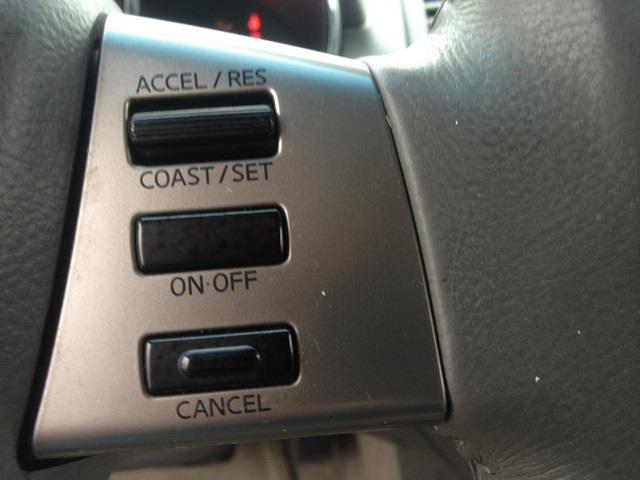 ACCEL / RES
COAST / SET
ON·OFF
CANCEL